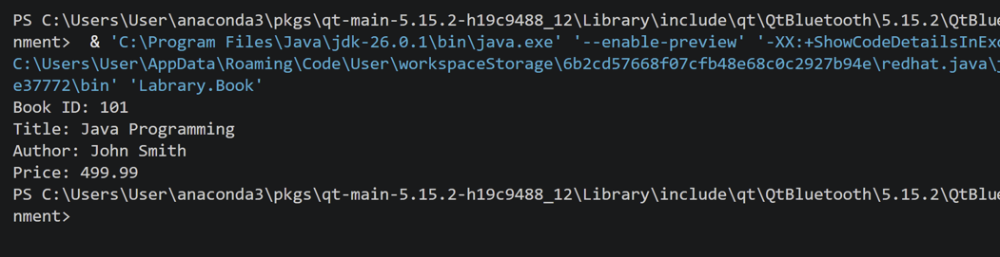 PS C:\Users\User\anaconda3\pkgs\qt-main-5.15.2-h19c9488_12\Library\include\qt\QtBluetooth\5.15.2\QtBlue
nment>  & 'C:\Program Files\Java\jdk-26.0.1\bin\java.exe' '--enable-preview' '-XX:+ShowCodeDetailsInExc
C:\Users\User\AppData\Roaming\Code\User\workspaceStorage\6b2cd57668f07cfb48e68c0c2927b94e\redhat.java\j
e37772\bin' 'Labrary.Book'
Book ID: 101
Title: Java Programming
Author: John Smith
Price: 499.99
PS C:\Users\User\anaconda3\pkgs\qt-main-5.15.2-h19c9488_12\Library\include\qt\QtBluetooth\5.15.2\QtBlue
nment>